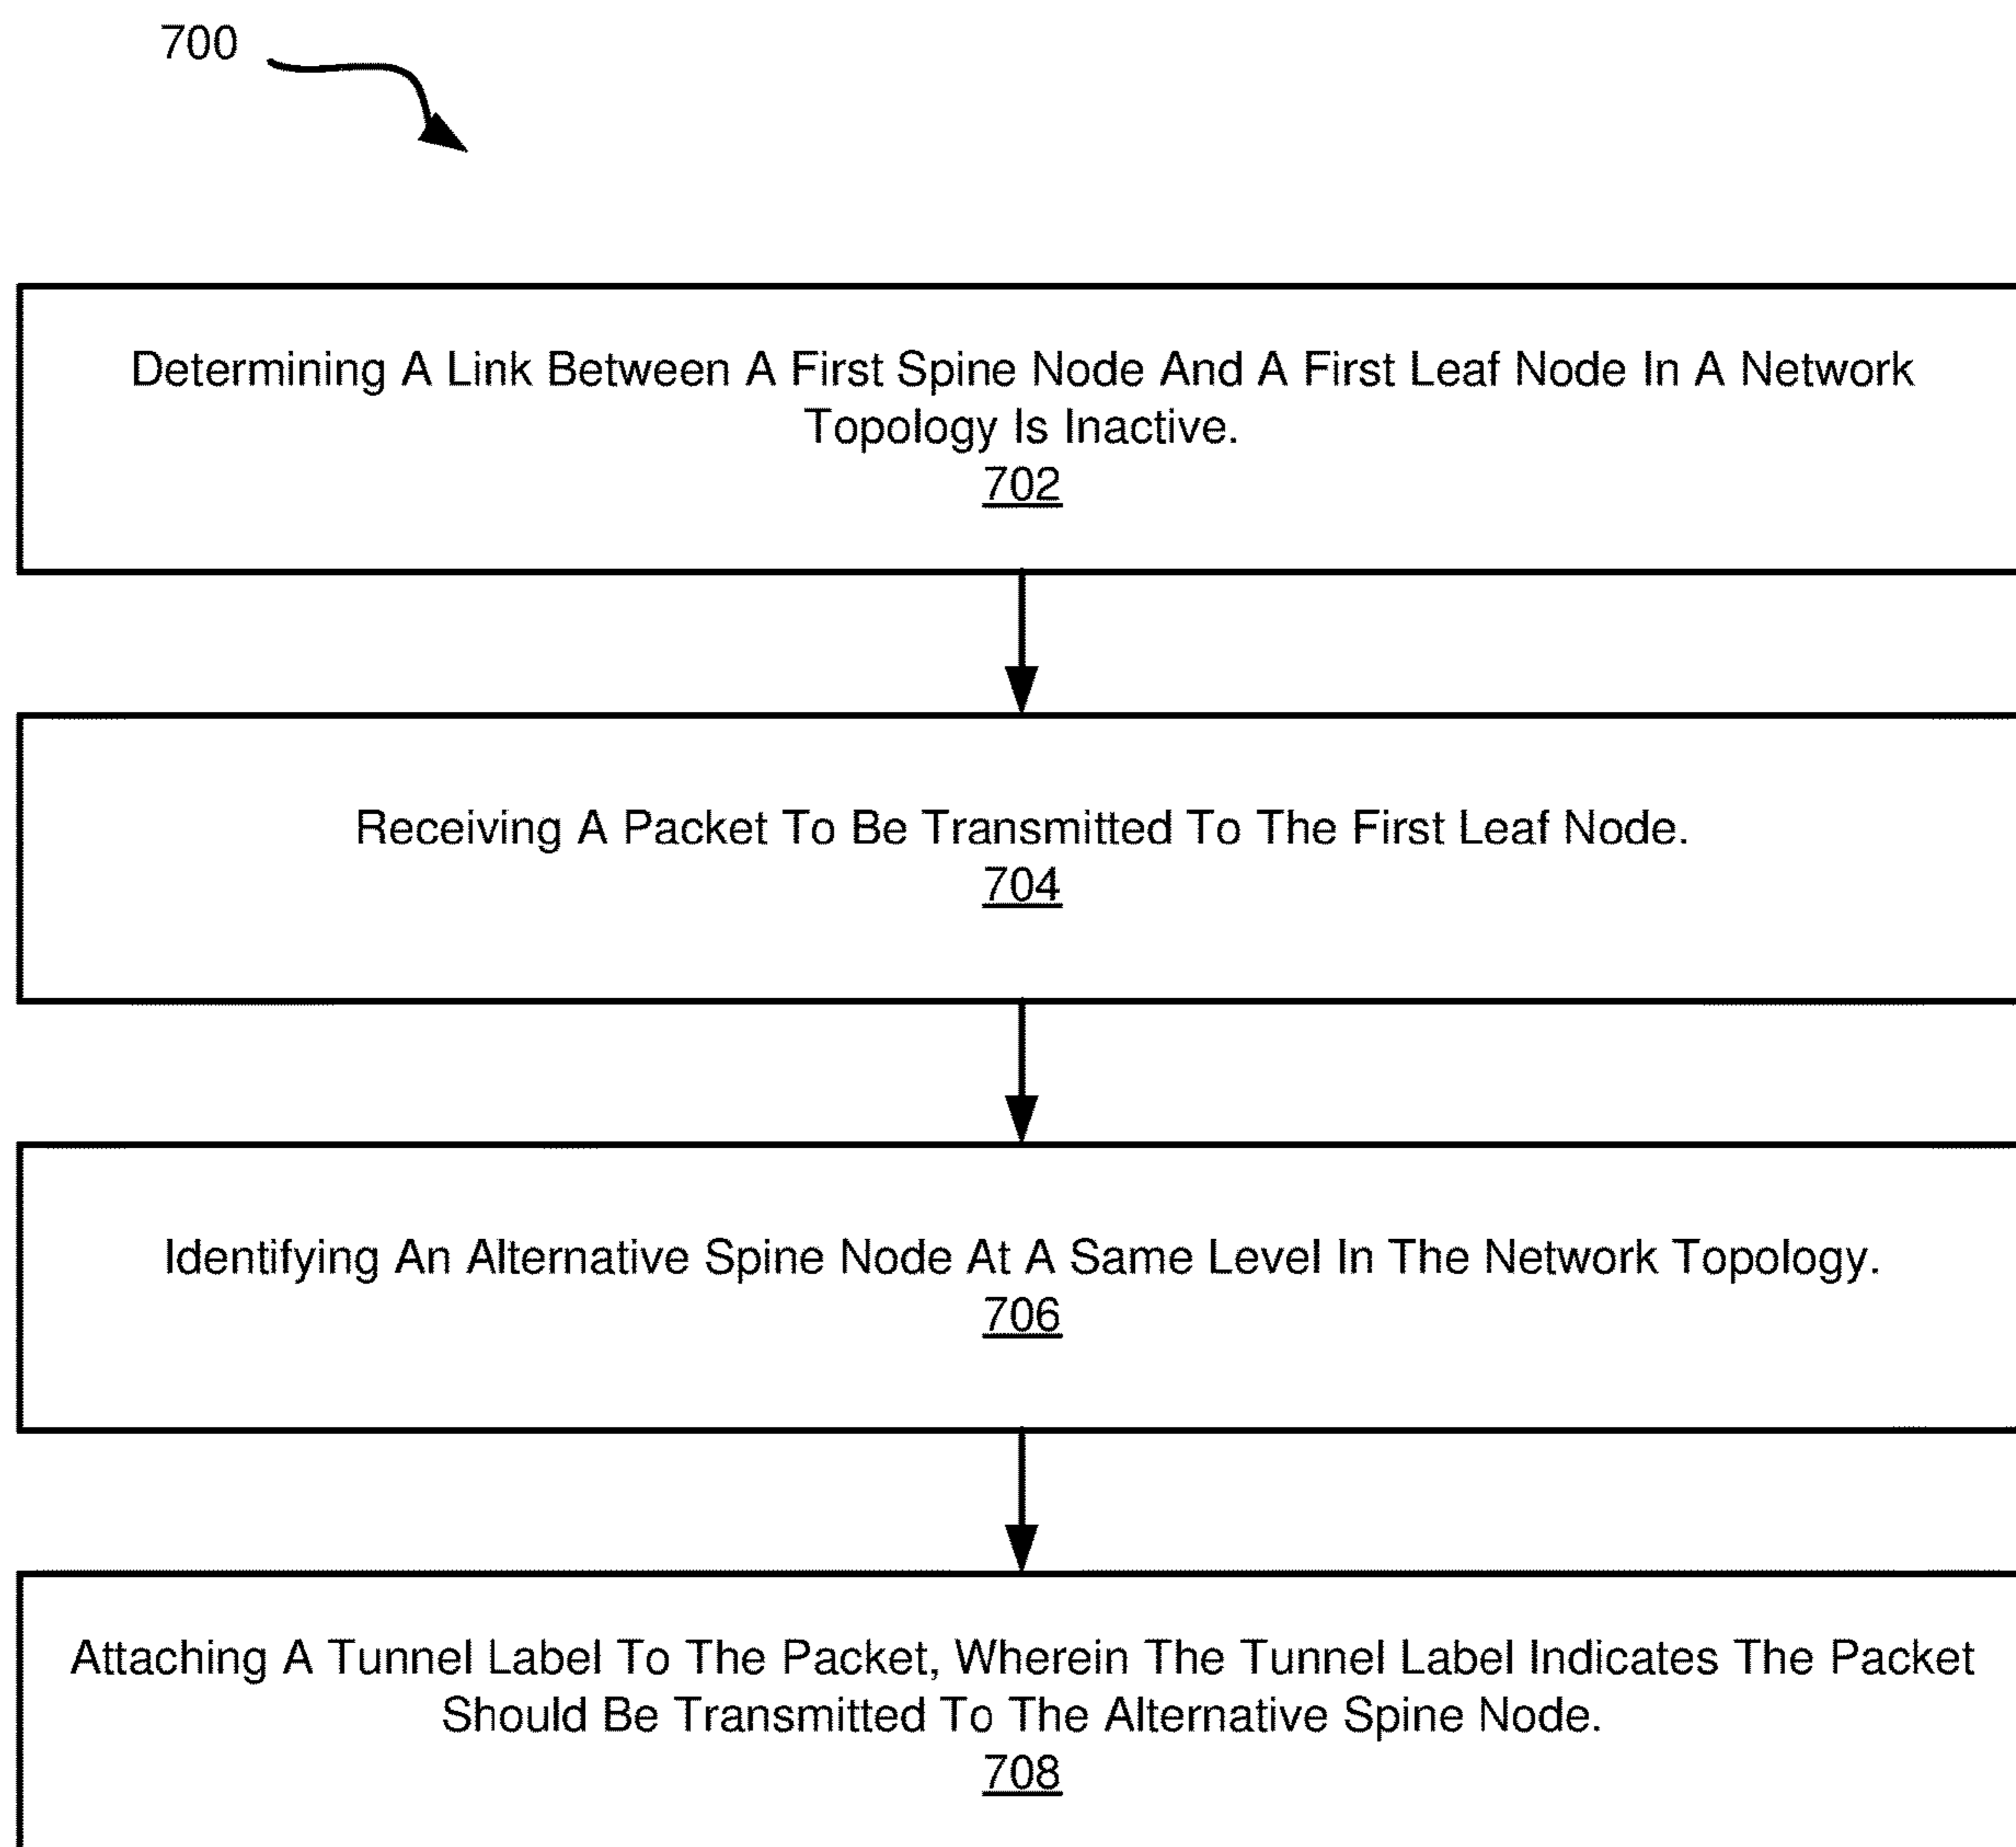 700
Determining A Link Between A First Spine Node And A First Leaf Node In A Network
Topology Is Inactive.
702
Receiving A Packet To Be Transmitted To The First Leaf Node.
704
Identifying An Alternative Spine Node At A Same Level In The Network Topology.
706
Attaching A Tunnel Label To The Packet, Wherein The Tunnel Label Indicates The Packet
Should Be Transmitted To The Alternative Spine Node.
708